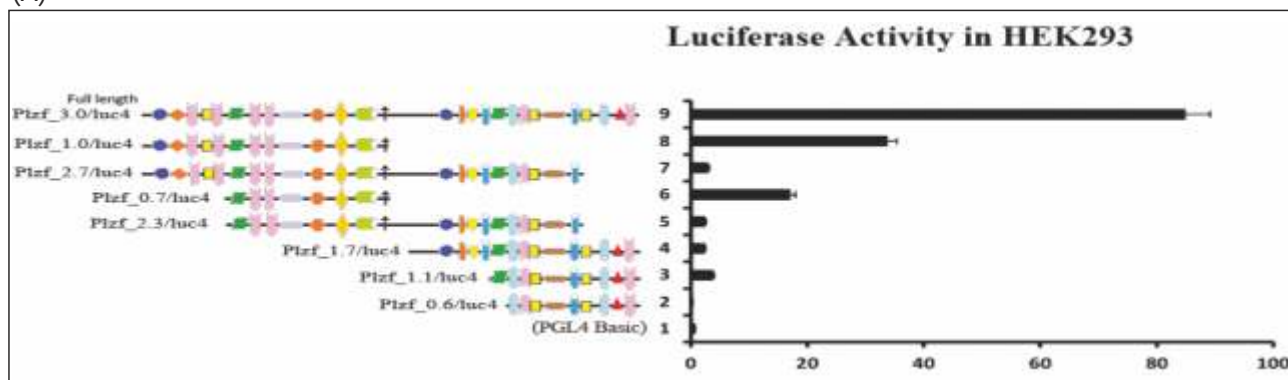 (A)
Luciferase Activity in HEK293
Full length
Plzf_3.0/luc4
Plzf_1.0/luc4
Plzf_2.7/luc4
Plzf_0.7/luc4
Plzf_2.3/luc4
Plzf_1.7/luc4
Plzf_1.1/luc4
Plzf_0.6/luc4
(PGL4 Basic)
9
8
7
6
5
4
3
2
1
0 20 40 60 80 100